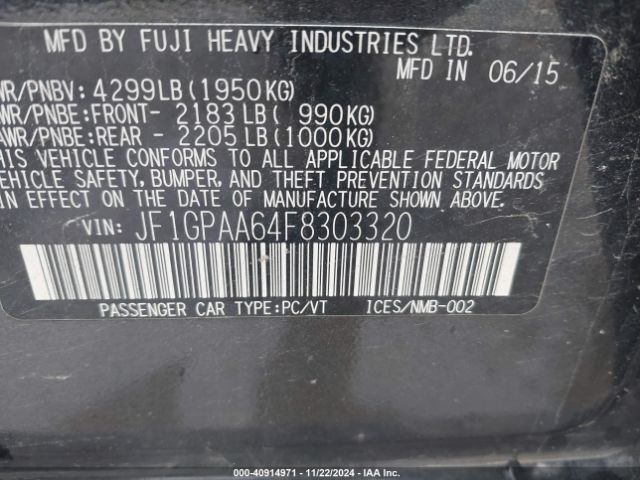 MFD BY FUJI HEAVY INDUSTRIES LTD.
MFD IN 06/15
WR/PNBV: 4299LB(1950KG)
WR/PNBE:FRONT- 2183LB( 990KG)
AWR/PNBE:REAR - 2205LB(1000KG)
THIS VEHICLE CONFORMS TO ALL APPLICABLE FEDERAL MOTOR
VEHICLE SAFETY, BUMPER, AND THEFT PREVENTION STANDARDS
IN EFFECT ON THE DATE OF MANUFACTURE SHOWN ABOVE.
VIN: JF1GPAA64F8303320
PASSENGER CAR TYPE:PC/VT ICES/NMB-002
000-40914971 - 11/22/2024 - IAA Inc.